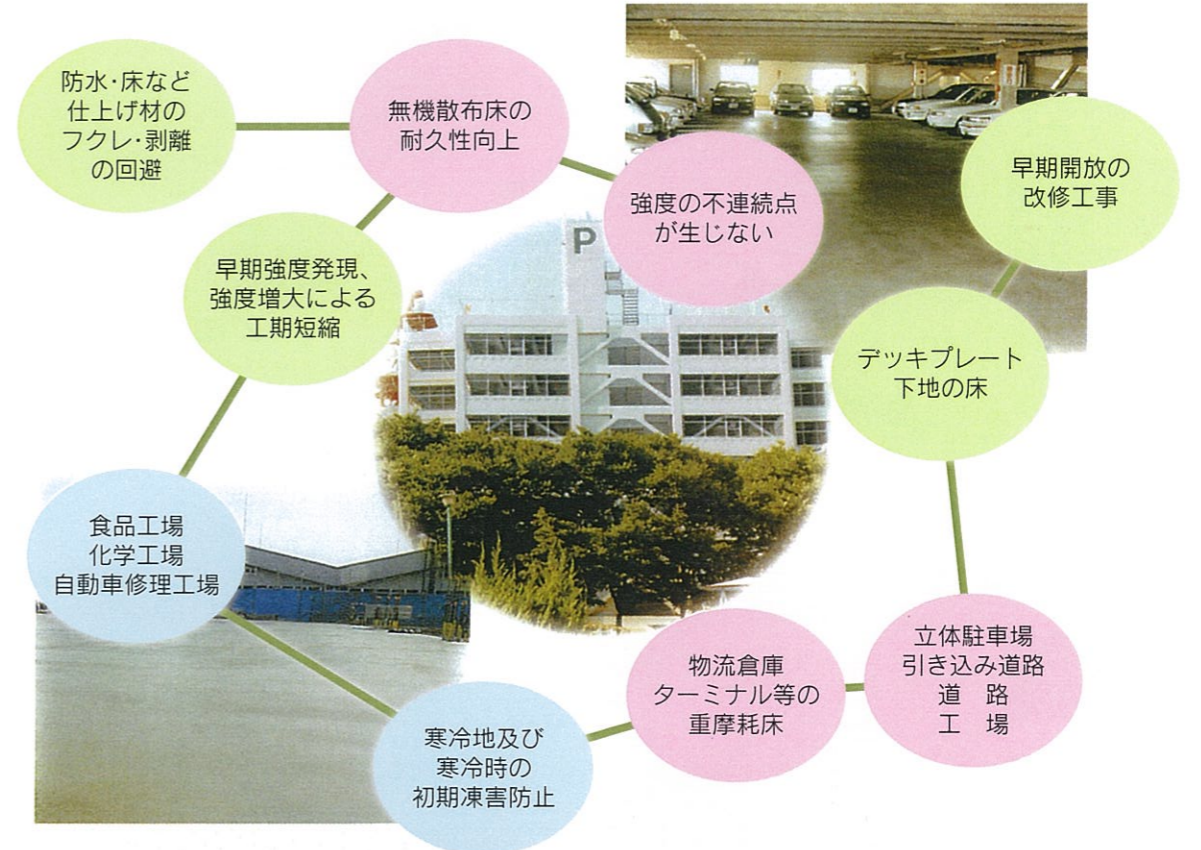 防水･床など
仕上げ材の
フクレ･剥離
の回避
無機散布床の
耐久性向上
強度の不連続点
が生じない
早期開放の
改修工事
早期強度発現、
強度増大による
工期短縮
P
デッキプレート
下地の床
食品工場
化学工場
自動車修理工場
寒冷地及び
寒冷時の
初期凍害防止
物流倉庫
ターミナル等の
重摩耗床
立体駐車場
引き込み道路
道　路
工　場